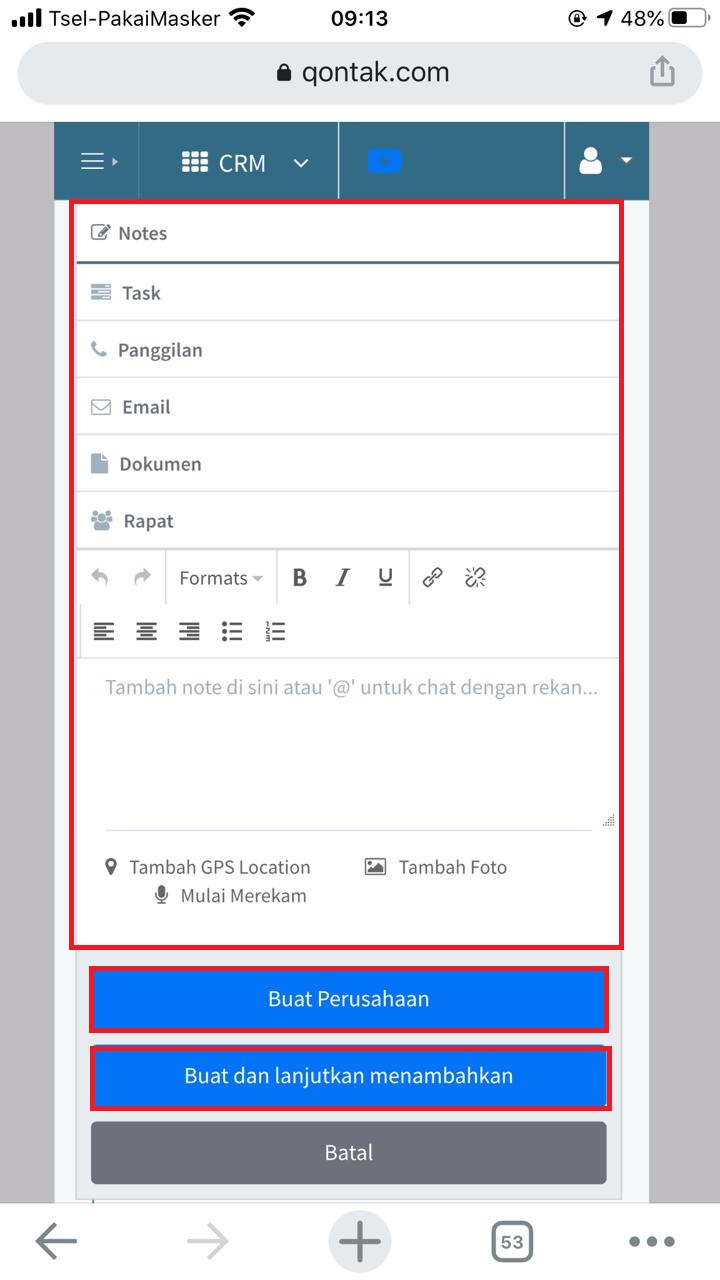 Tsel-PakaiMasker 09:13 48%
qontak.com
CRM
Notes
Task
Panggilan
Email
Dokumen
Rapat
Formats B I U
Tambah note di sini atau '@' untuk chat dengan rekan...
Tambah GPS Location Tambah Foto
Mulai Merekam
Buat Perusahaan
Buat dan lanjutkan menambahkan
Batal
53